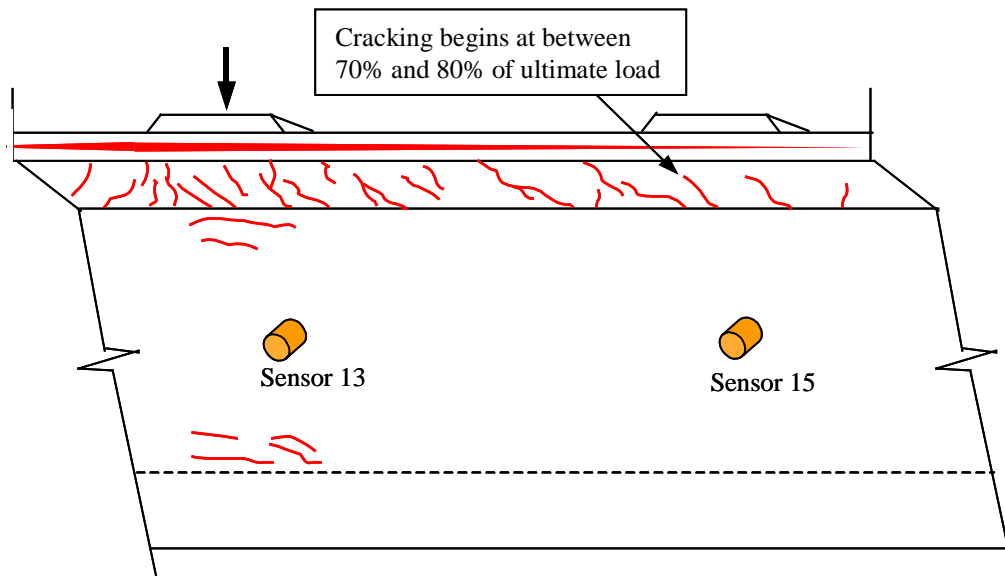 Cracking begins at between
70% and 80% of ultimate load
Sensor 13
Sensor 15